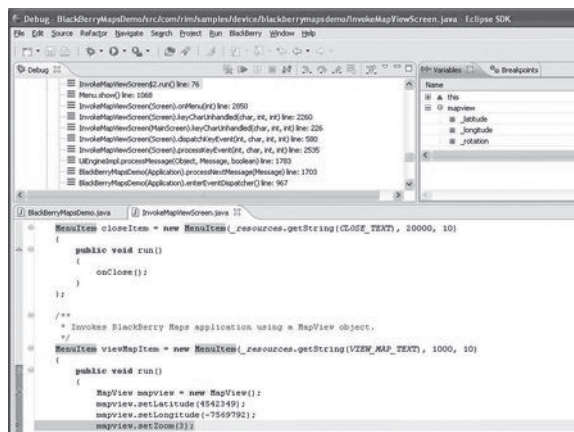 Debug - BlackBerryMapsDemo/src/com/rim/samples/device/blackberrymapsdemo/InvokeMapViewScreen.java - Eclipse SDK
File Edit Source Refactor Navigate Search Project Run BlackBerry Window Help
Debug
Variables Breakpoints
InvokeMapViewScreen$2.run() line: 76
Menu.show() line: 1068
InvokeMapViewScreen(Screen).onMenu(int) line: 2850
InvokeMapViewScreen(Screen).keyCharUnhandled(char, int, int) line: 2260
InvokeMapViewScreen(MainScreen).keyCharUnhandled(char, int, int) line: 226
InvokeMapViewScreen(Screen).dispatchKeyEvent(int, char, int, int) line: 580
InvokeMapViewScreen(Screen).processKeyEvent(int, char, int, int) line: 2535
UiEngineImpl.processMessage(Object, Message, boolean) line: 1783
BlackBerryMapsDemo(Application).processNextMessage(Message) line: 1703
BlackBerryMapsDemo(Application).enterEventDispatcher() line: 967
Name
this
mapview
_latitude
_longitude
_rotation
BlackBerryMapsDemo.java InvokeMapViewScreen.java
MenuItem closeItem = new MenuItem(_resources.getString(CLOSE_TEXT), 20000, 10)
{
public void run()
{
onClose();
}
};
/**
* Invokes BlackBerry Maps application using a MapView object.
*/
MenuItem viewMapItem = new MenuItem(_resources.getString(VIEW_MAP_TEXT), 1000, 10)
{
public void run()
{
MapView mapview = new MapView();
mapview.setLatitude(4542349);
mapview.setLongitude(-7569792);
mapview.setZoom(3);